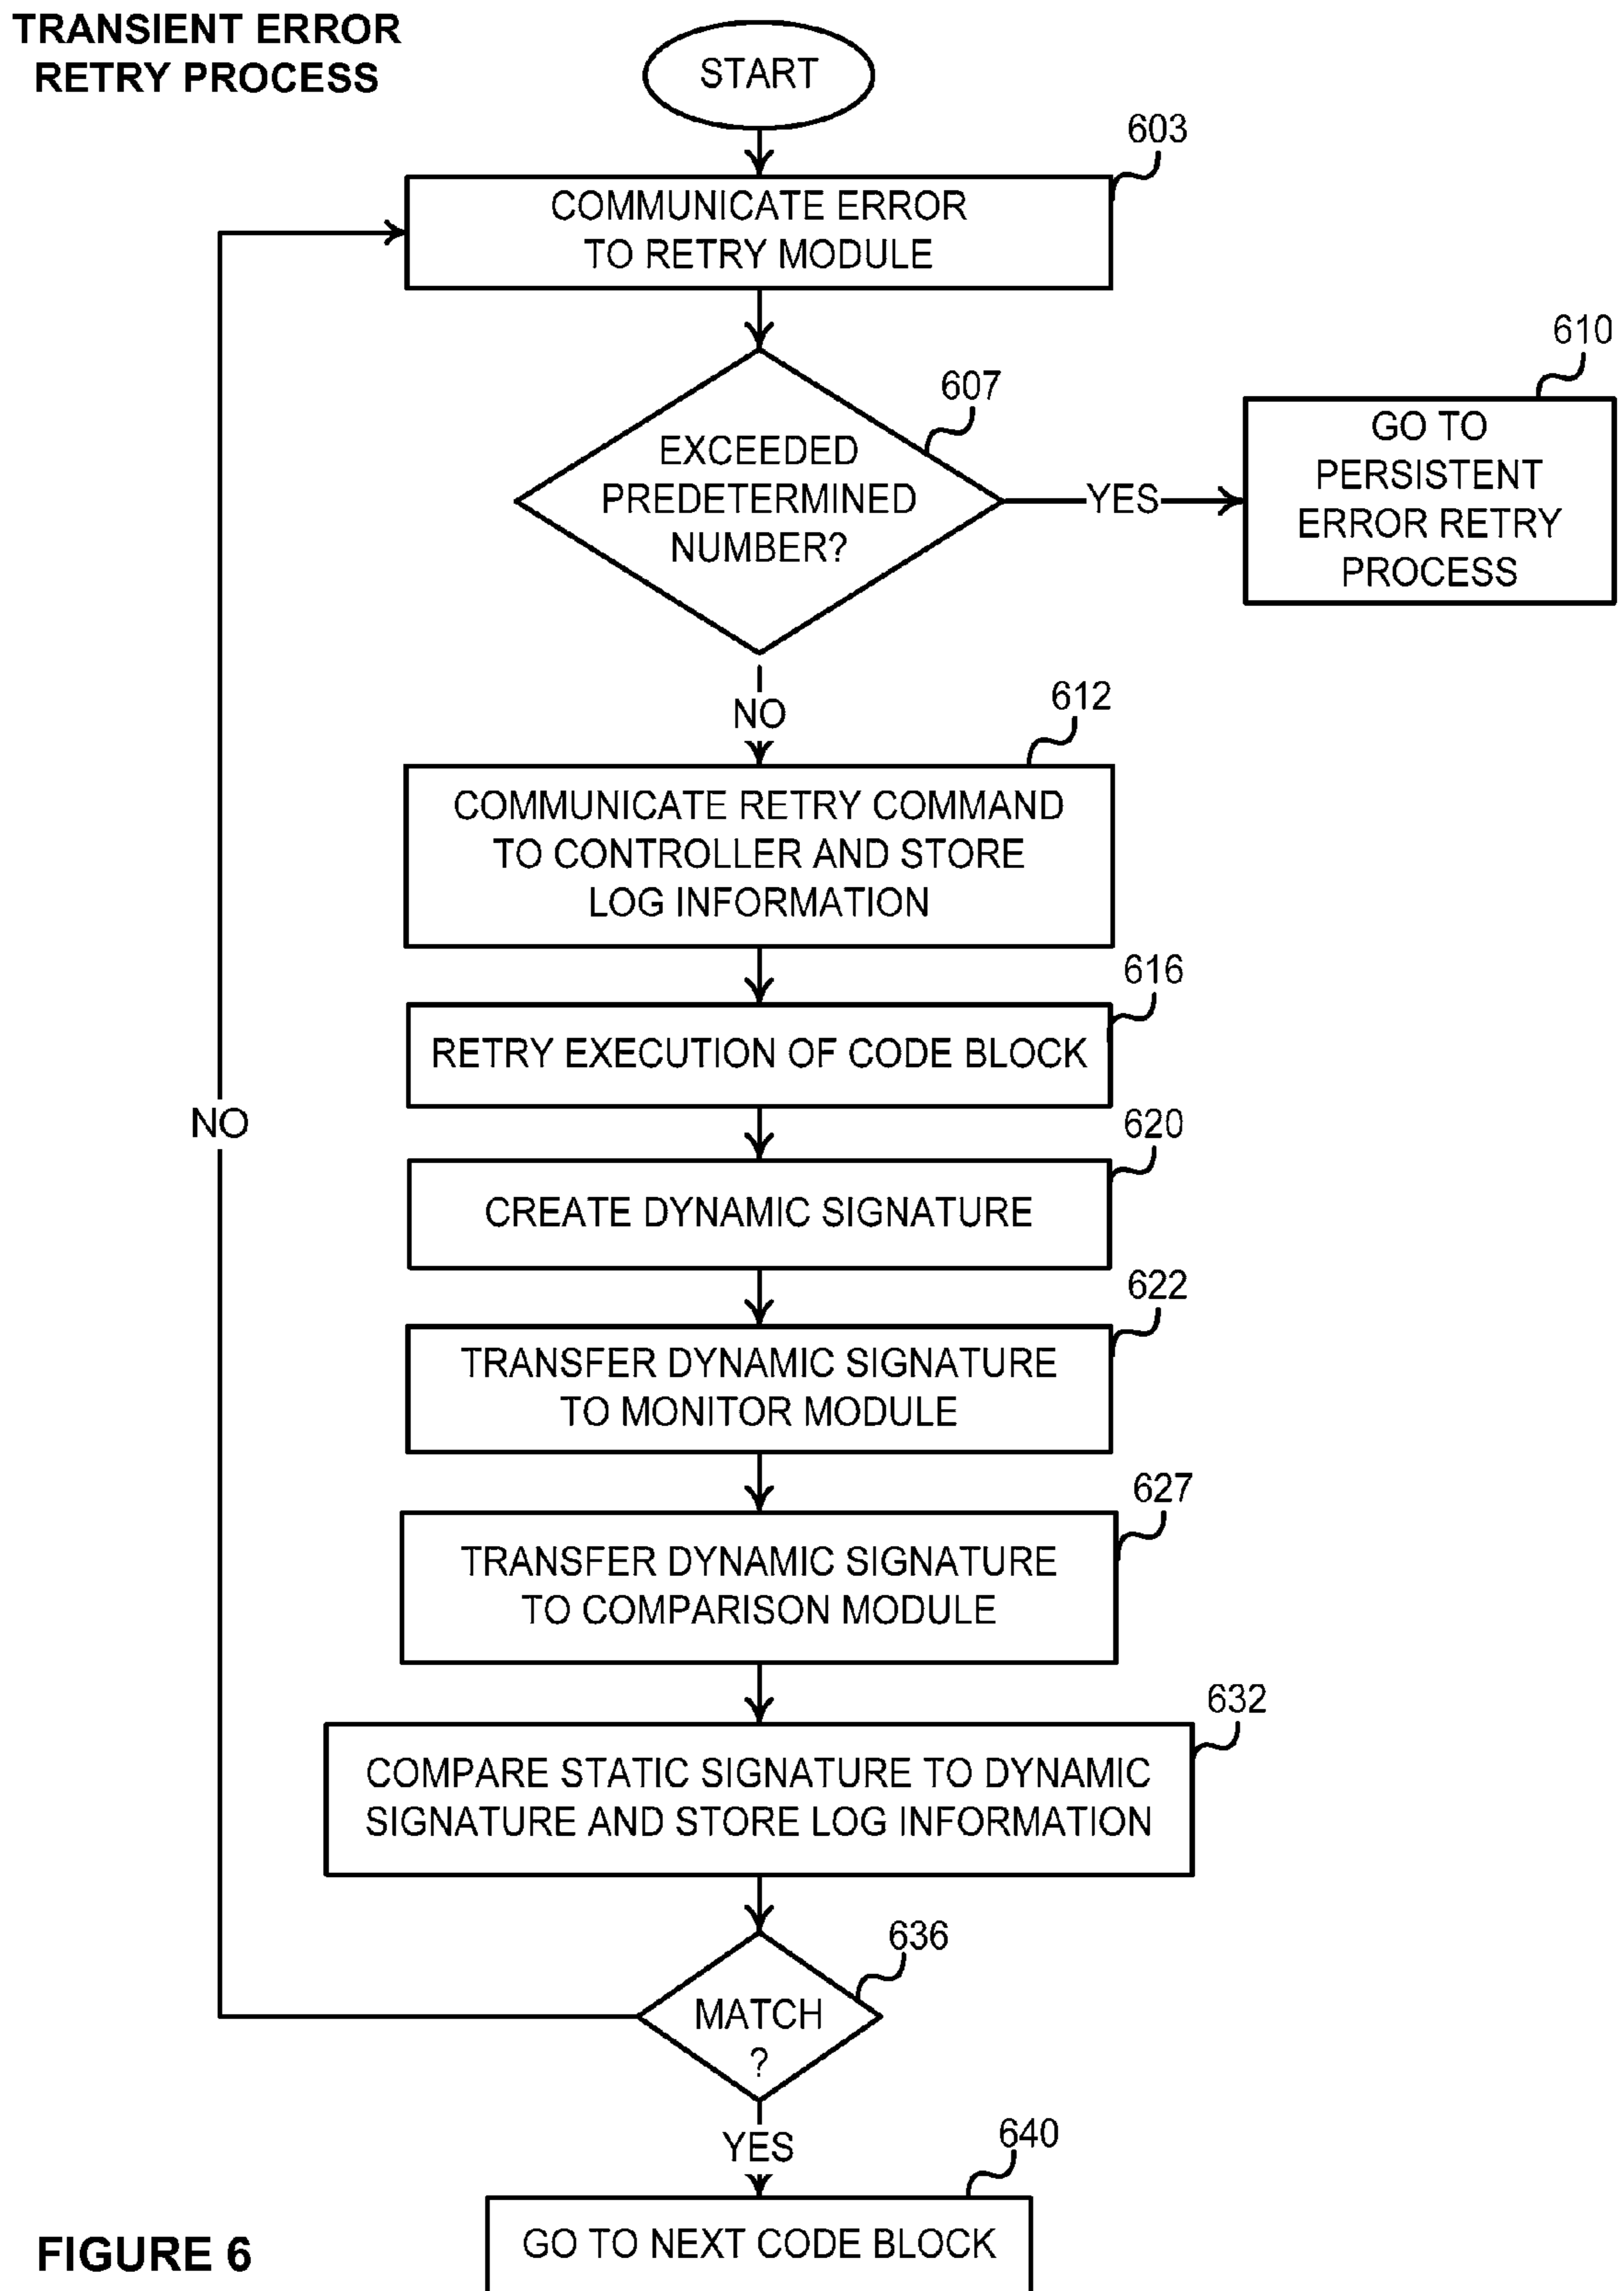 TRANSIENT ERROR
RETRY PROCESS
START
603
COMMUNICATE ERROR
TO RETRY MODULE
607
EXCEEDED
PREDETERMINED
NUMBER?
YES
610
GO TO
PERSISTENT
ERROR RETRY
PROCESS
NO
612
COMMUNICATE RETRY COMMAND
TO CONTROLLER AND STORE
LOG INFORMATION
616
RETRY EXECUTION OF CODE BLOCK
NO
620
CREATE DYNAMIC SIGNATURE
622
TRANSFER DYNAMIC SIGNATURE
TO MONITOR MODULE
627
TRANSFER DYNAMIC SIGNATURE
TO COMPARISON MODULE
632
COMPARE STATIC SIGNATURE TO DYNAMIC
SIGNATURE AND STORE LOG INFORMATION
636
MATCH
?
YES
640
GO TO NEXT CODE BLOCK
FIGURE 6